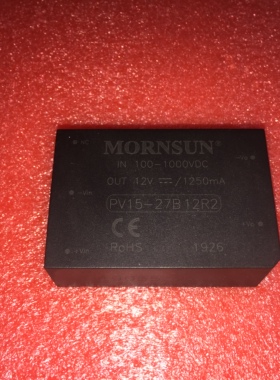 MORNSUN
IN 100-1000VDC
OUT 12V ⎓ /1250mA
PV15-27B12R2
CE
RoHS 1926